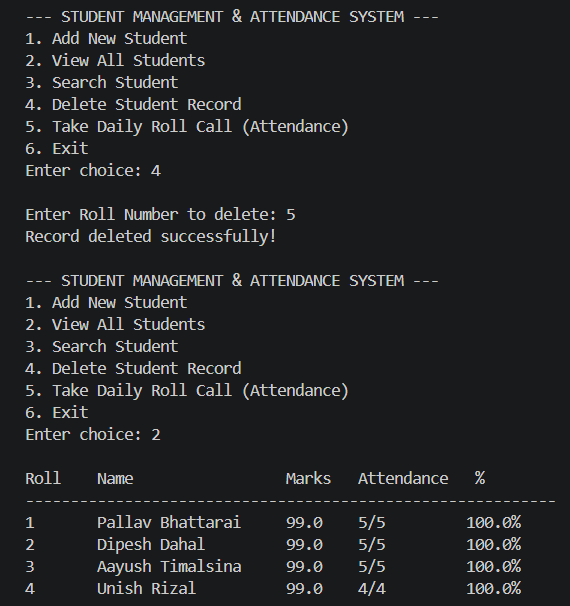 --- STUDENT MANAGEMENT & ATTENDANCE SYSTEM ---
1. Add New Student
2. View All Students
3. Search Student
4. Delete Student Record
5. Take Daily Roll Call (Attendance)
6. Exit
Enter choice: 4

Enter Roll Number to delete: 5
Record deleted successfully!

--- STUDENT MANAGEMENT & ATTENDANCE SYSTEM ---
1. Add New Student
2. View All Students
3. Search Student
4. Delete Student Record
5. Take Daily Roll Call (Attendance)
6. Exit
Enter choice: 2

Roll    Name                 Marks   Attendance   %
-----------------------------------------------------------
1       Pallav Bhattarai     99.0    5/5         100.0%
2       Dipesh Dahal         99.0    5/5         100.0%
3       Aayush Timalsina     99.0    5/5         100.0%
4       Unish Rizal          99.0    4/4         100.0%